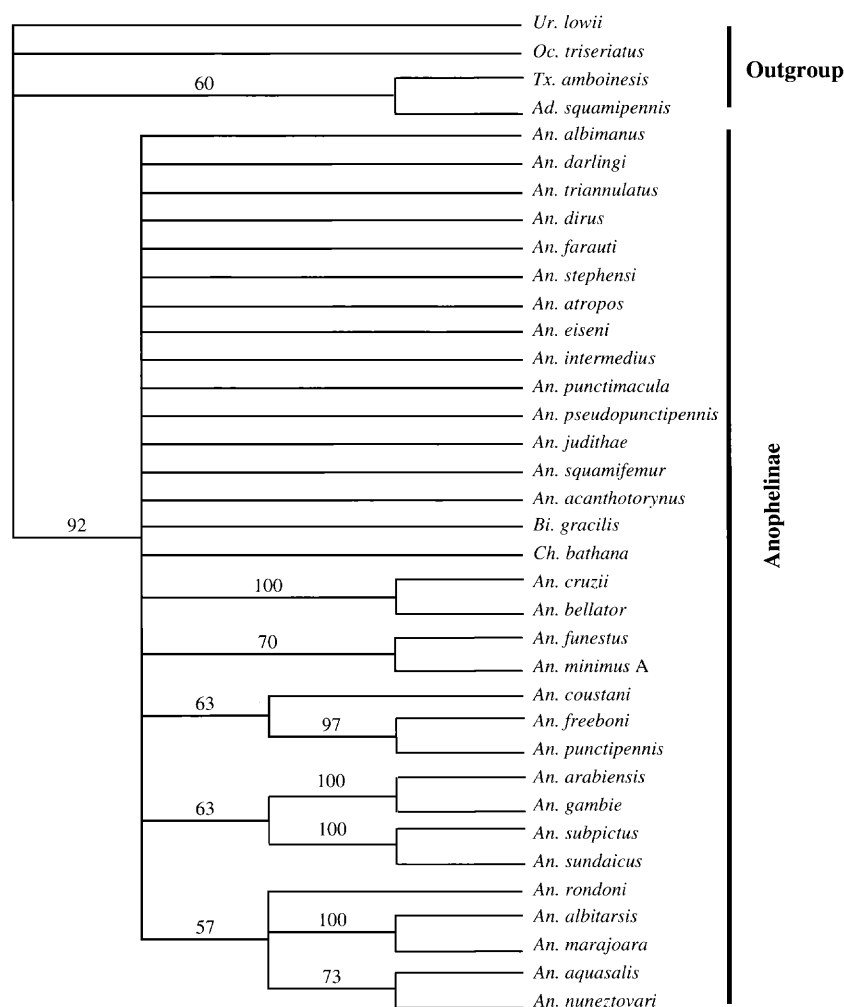 Ur. lowii
Oc. triseriatus
60
Tx. amboinesis
Ad. squamipennis
Outgroup
An. albimanus
An. darlingi
An. triannulatus
An. dirus
An. farauti
An. stephensi
An. atropos
An. eiseni
An. intermedius
An. punctimacula
An. pseudopunctipennis
An. judithae
An. squamifemur
An. acanthotorynus
Bi. gracilis
92
Ch. bathana
Anophelinae
100
An. cruzii
An. bellator
70
An. funestus
An. minimus A
63
An. coustani
97
An. freeboni
An. punctipennis
63
100
An. arabiensis
An. gambie
100
An. subpictus
An. sundaicus
57
An. rondoni
100
An. albitarsis
An. marajoara
73
An. aquasalis
An. nuneztovari